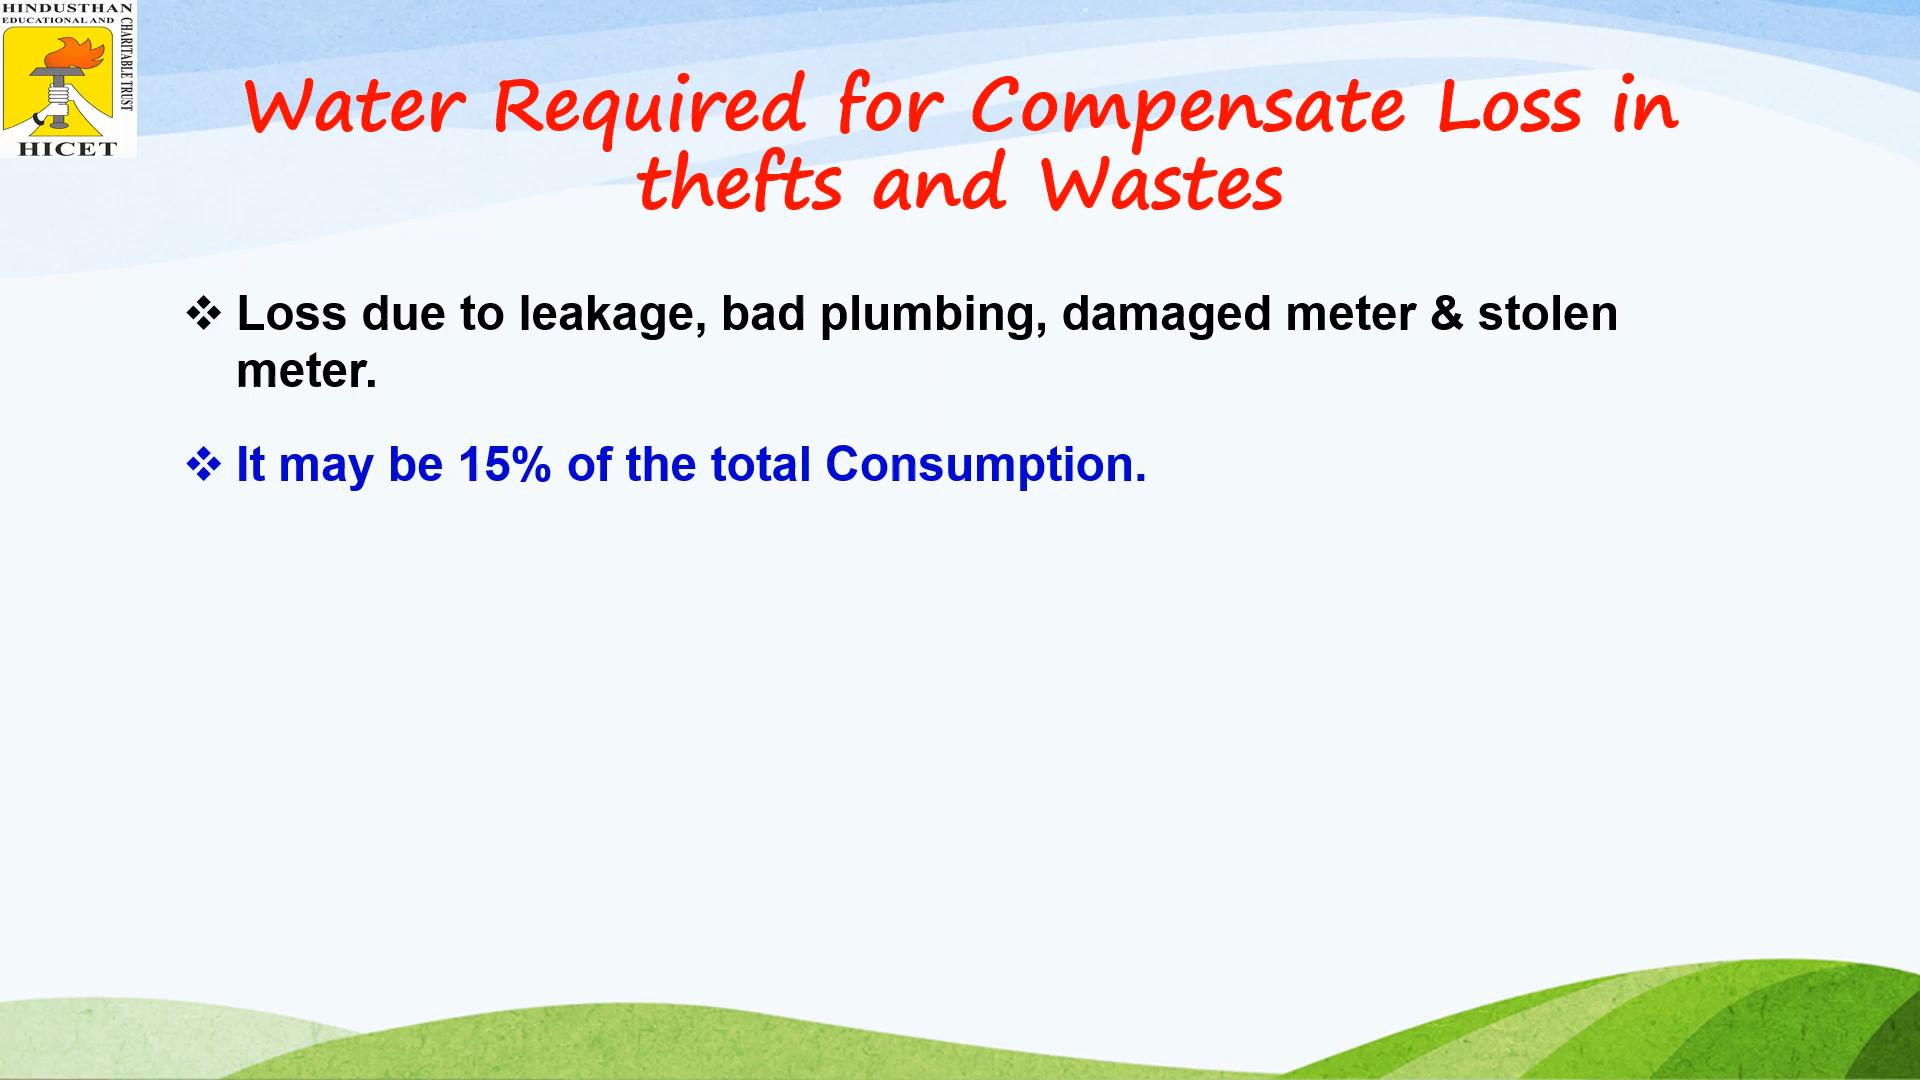 HINDUSTHAN
EDUCATIONAL AND
CHARITABLE TRUST
HICET
Water Required for Compensate Loss in
thefts and Wastes
❖ Loss due to leakage, bad plumbing, damaged meter & stolen
meter.
❖ It may be 15% of the total Consumption.